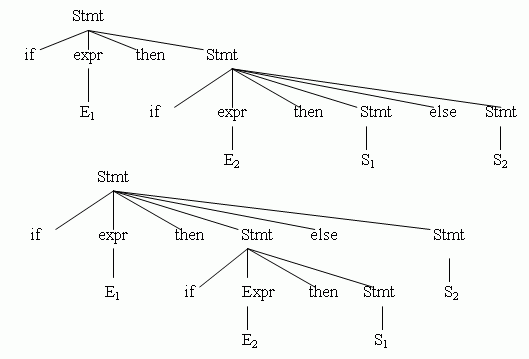 Stmt
if expr then Stmt
E₁ if expr then Stmt else Stmt
E₂ S₁ S₂
Stmt
if expr then Stmt else Stmt
E₁ if Expr then Stmt S₂
E₂ S₁